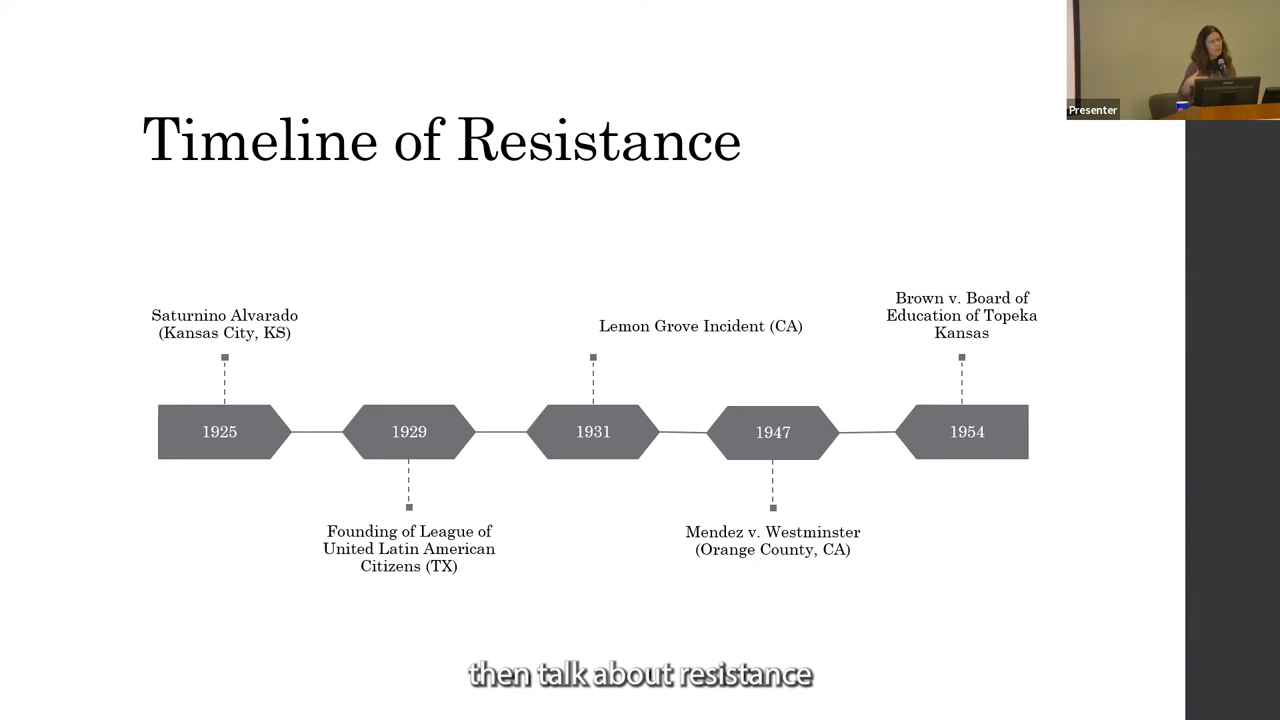 Presenter
Timeline of Resistance
Saturnino Alvarado
(Kansas City, KS)
Lemon Grove Incident (CA)
Brown v. Board of
Education of Topeka
Kansas
1925
1929
1931
1947
1954
Founding of League of
United Latin American
Citizens (TX)
Mendez v. Westminster
(Orange County, CA)
then talk about resistance